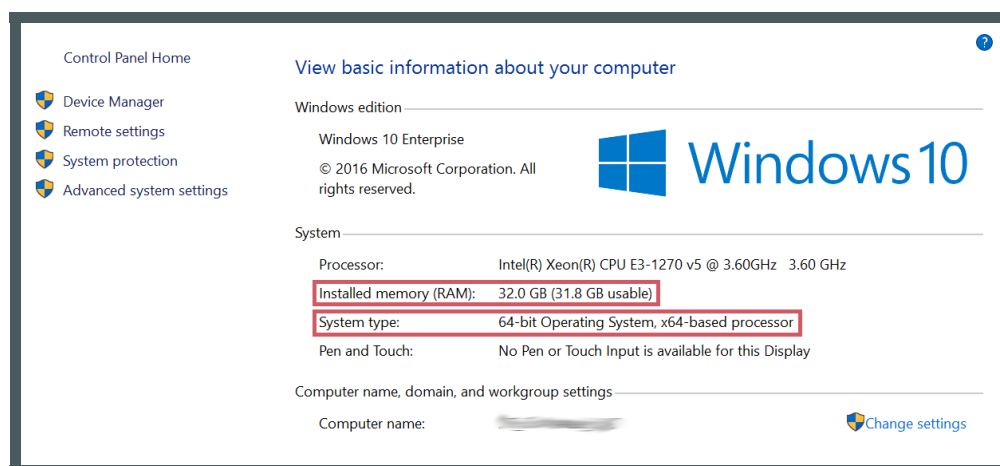 ?
Control Panel Home
Device Manager
Remote settings
System protection
Advanced system settings
View basic information about your computer
Windows edition
Windows 10 Enterprise
© 2016 Microsoft Corporation. All
rights reserved.
Windows 10
System
Processor: Intel(R) Xeon(R) CPU E3-1270 v5 @ 3.60GHz 3.60 GHz
Installed memory (RAM): 32.0 GB (31.8 GB usable)
System type: 64-bit Operating System, x64-based processor
Pen and Touch: No Pen or Touch Input is available for this Display
Computer name, domain, and workgroup settings
Computer name:
Change settings